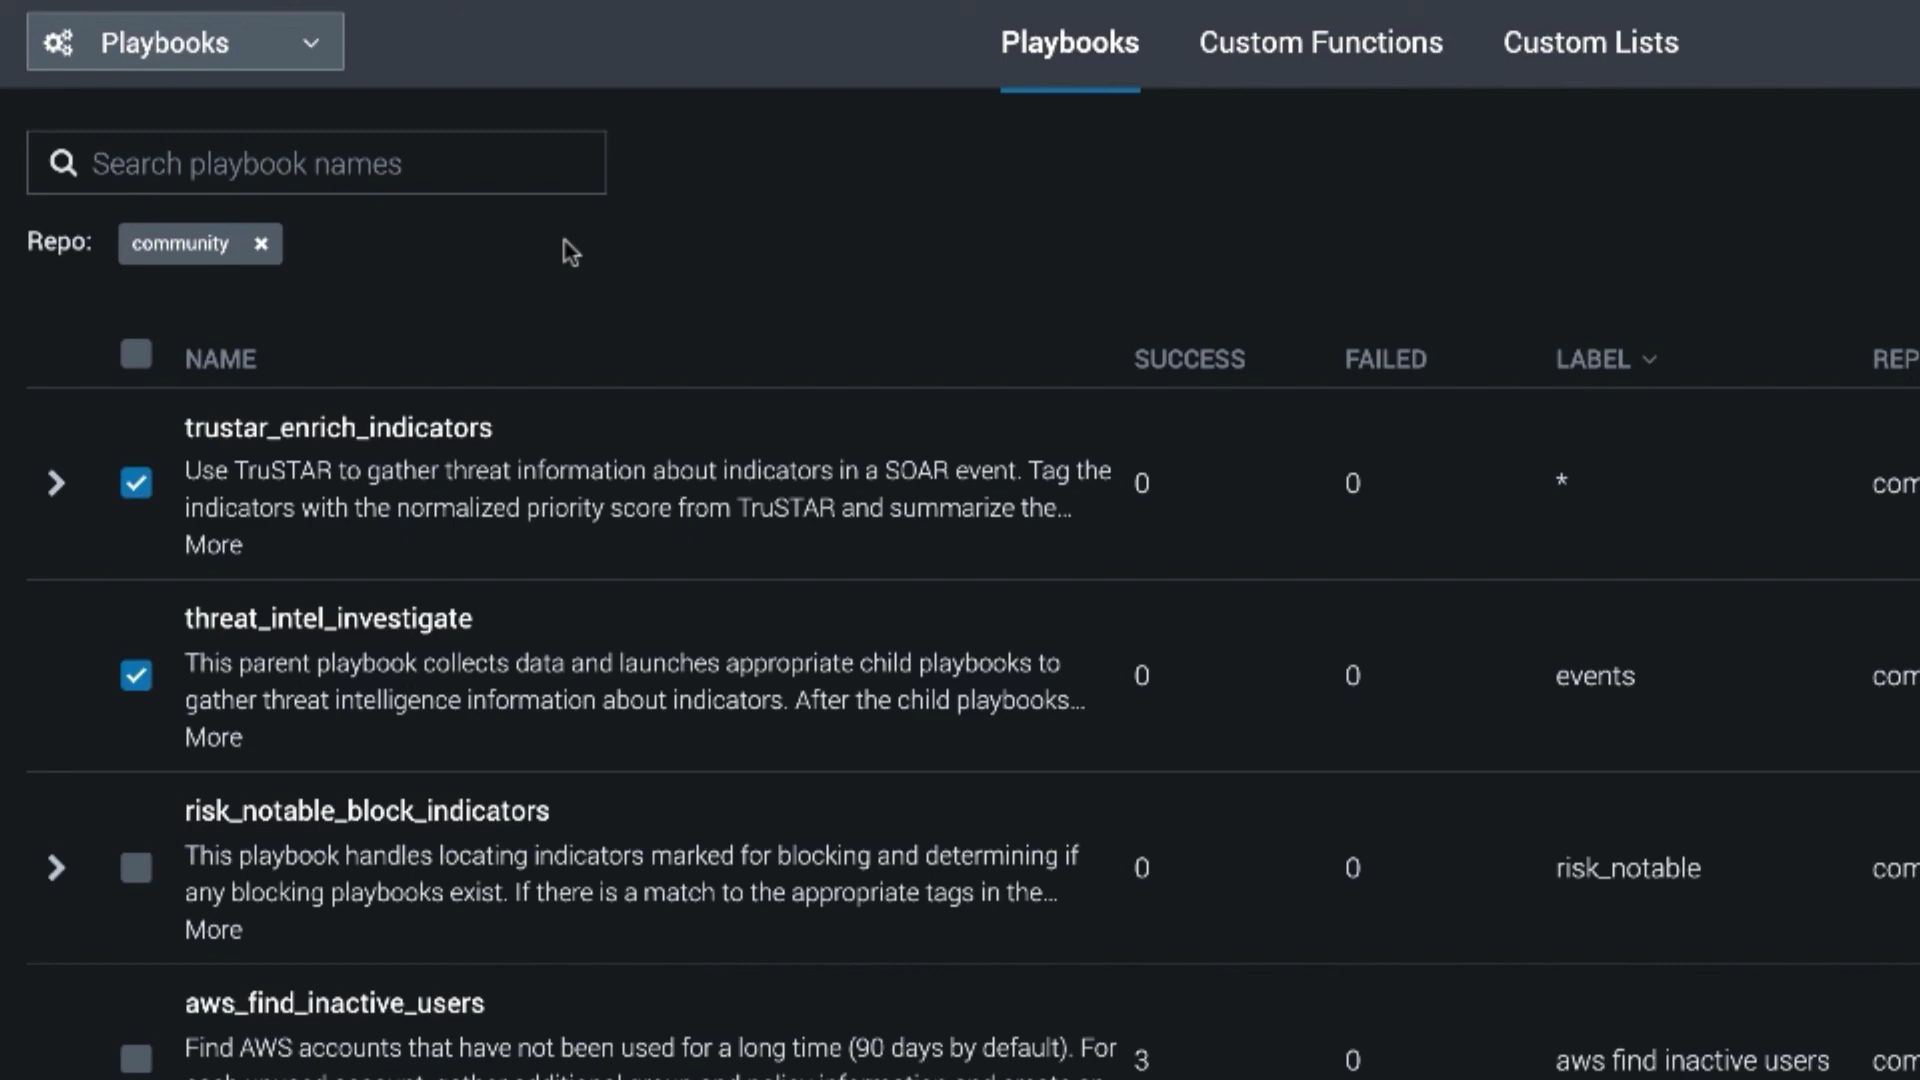 Playbooks
Playbooks Custom Functions Custom Lists
Search playbook names
Repo: community
NAME SUCCESS FAILED LABEL REP
trustar_enrich_indicators
Use TruSTAR to gather threat information about indicators in a SOAR event. Tag the
indicators with the normalized priority score from TruSTAR and summarize the...
More
0 0 * com
threat_intel_investigate
This parent playbook collects data and launches appropriate child playbooks to
gather threat intelligence information about indicators. After the child playbooks...
More
0 0 events com
risk_notable_block_indicators
This playbook handles locating indicators marked for blocking and determining if
any blocking playbooks exist. If there is a match to the appropriate tags in the...
More
0 0 risk_notable com
aws_find_inactive_users
Find AWS accounts that have not been used for a long time (90 days by default). For
3 0 aws find inactive users com